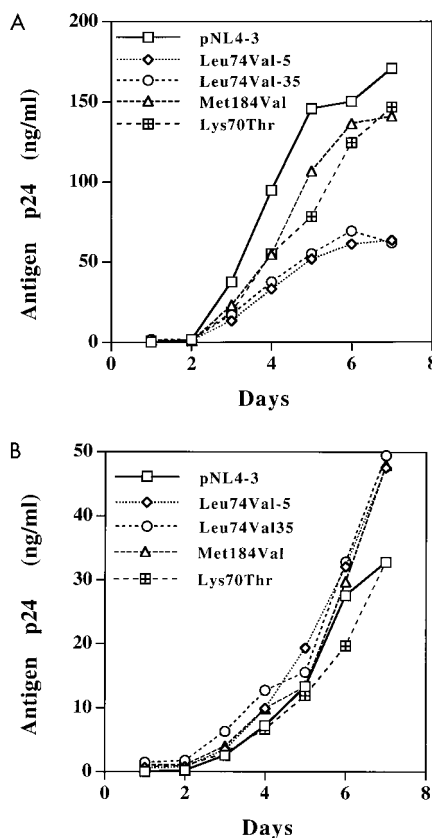 A
200
150
100
50
0
Antigen p24 (ng/ml)
pNL4-3
Leu74Val-5
Leu74Val-35
Met184Val
Lys70Thr
0 2 4 6 8
Days
B
50
40
30
20
10
0
Antigen p24 (ng/ml)
pNL4-3
Leu74Val-5
Leu74Val35
Met184Val
Lys70Thr
0 2 4 6 8
Days